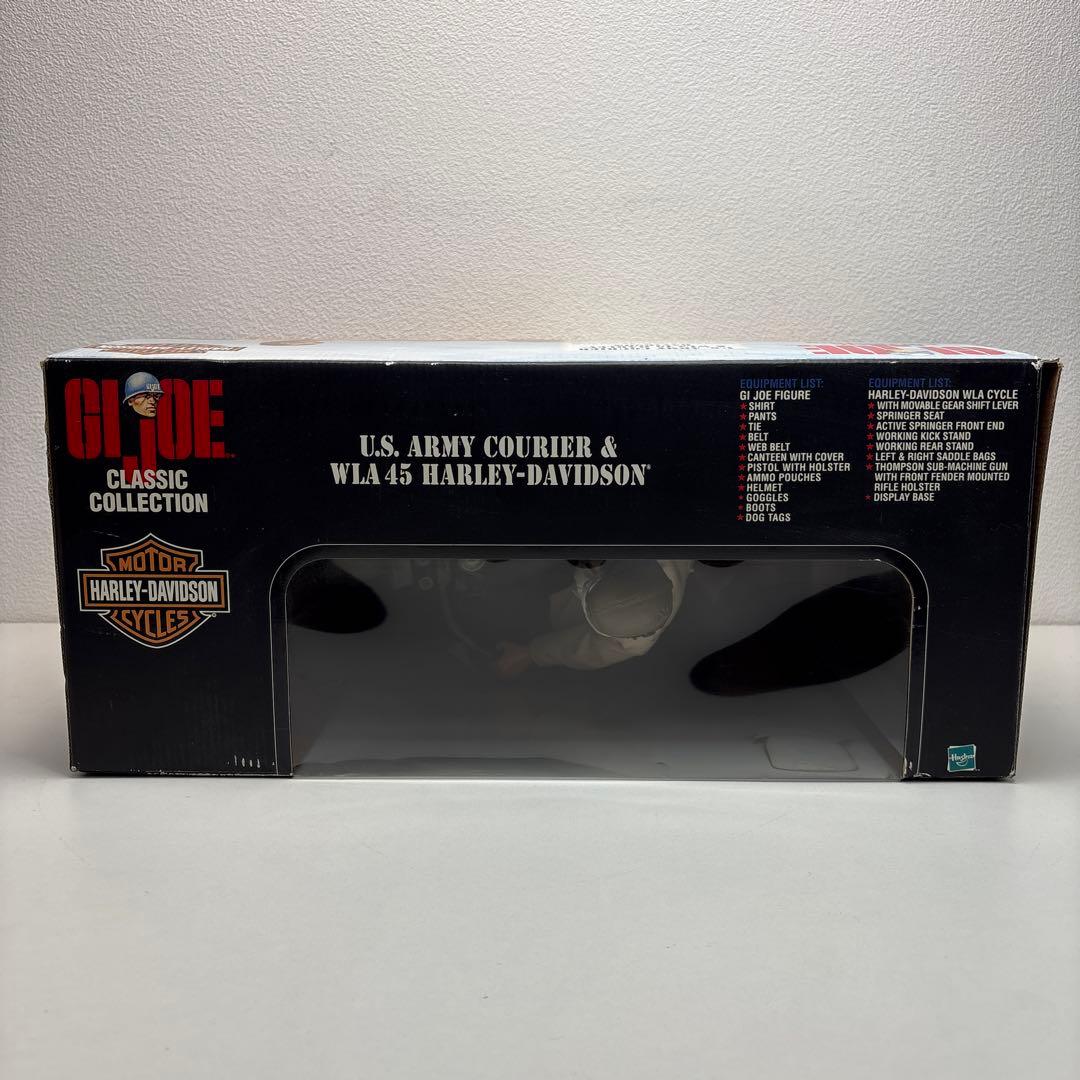 GI JOE
CLASSIC
COLLECTION
MOTOR
HARLEY-DAVIDSON
CYCLES
U.S. ARMY COURIER &
WLA 45 HARLEY-DAVIDSON®
EQUIPMENT LIST:
GI JOE FIGURE
★ SHIRT
★ PANTS
★ TIE
★ BELT
★ WEB BELT
★ CANTEEN WITH COVER
★ PISTOL WITH HOLSTER
★ AMMO POUCHES
★ HELMET
★ GOGGLES
★ BOOTS
★ DOG TAGS
EQUIPMENT LIST:
HARLEY-DAVIDSON WLA CYCLE
★ WITH MOVABLE GEAR SHIFT LEVER
★ SPRINGER SEAT
★ ACTIVE SPRINGER FRONT END
★ WORKING KICK STAND
★ WORKING REAR STAND
★ LEFT & RIGHT SADDLE BAGS
★ THOMPSON SUB-MACHINE GUN
WITH FRONT FENDER MOUNTED
RIFLE HOLSTER
★ DISPLAY BASE
Hasbro